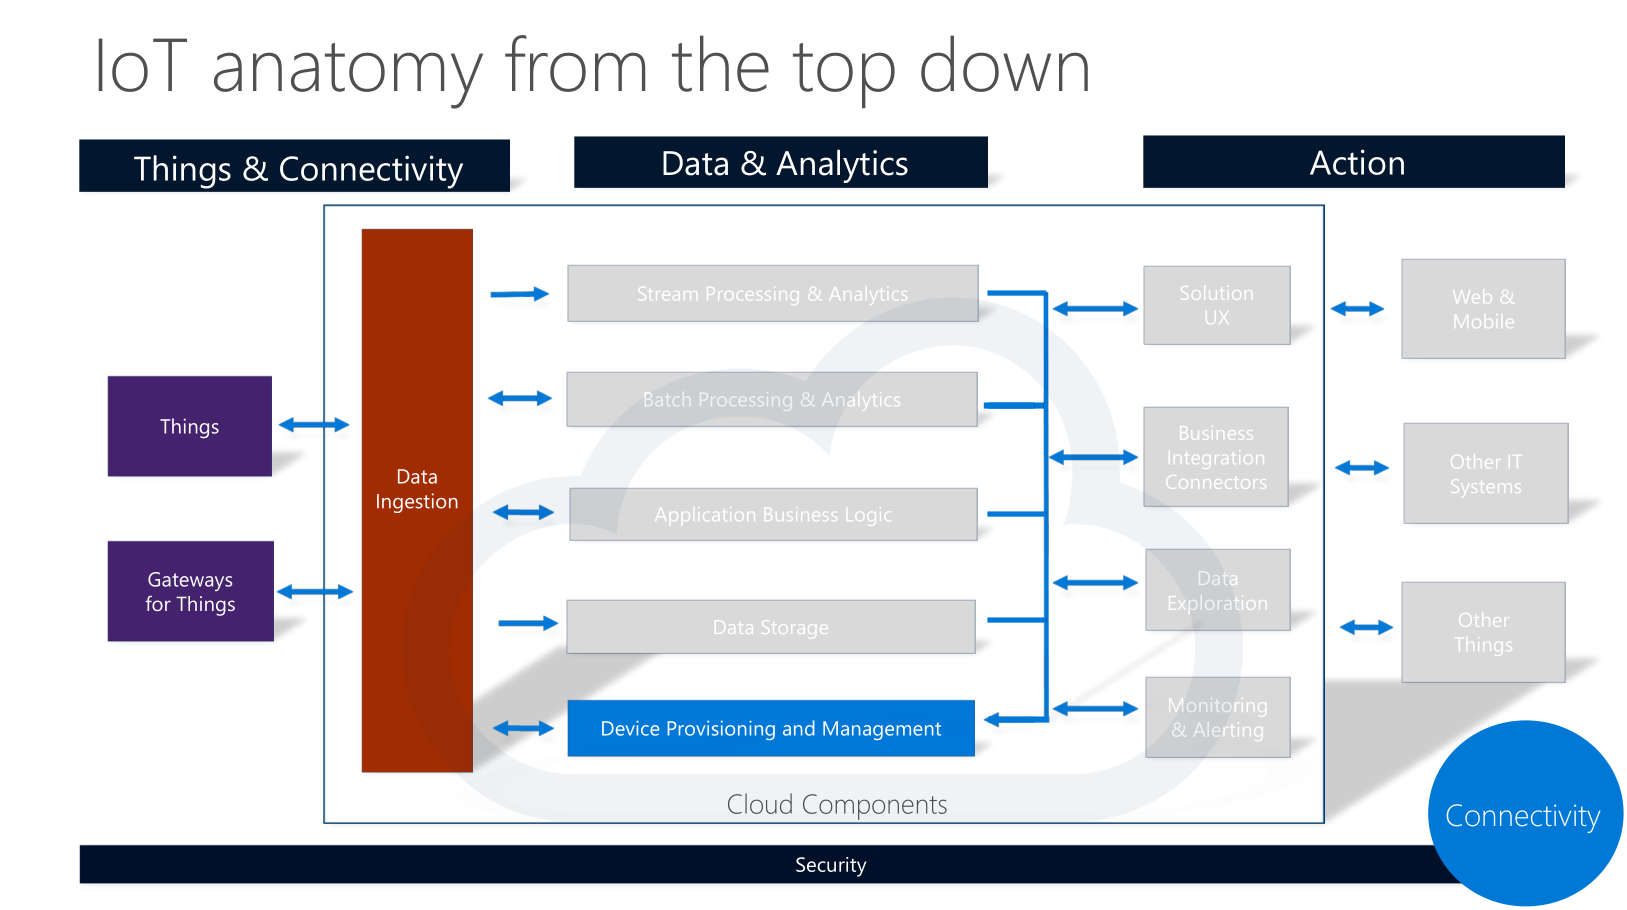 IoT anatomy from the top down
Things & Connectivity
Data & Analytics
Action
Things
Gateways
for Things
Data
Ingestion
Stream Processing & Analytics
Batch Processing & Analytics
Application Business Logic
Data Storage
Device Provisioning and Management
Solution
UX
Business
Integration
Connectors
Data
Exploration
Monitoring
& Alerting
Web &
Mobile
Other IT
Systems
Other
Things
Cloud Components
Connectivity
Security